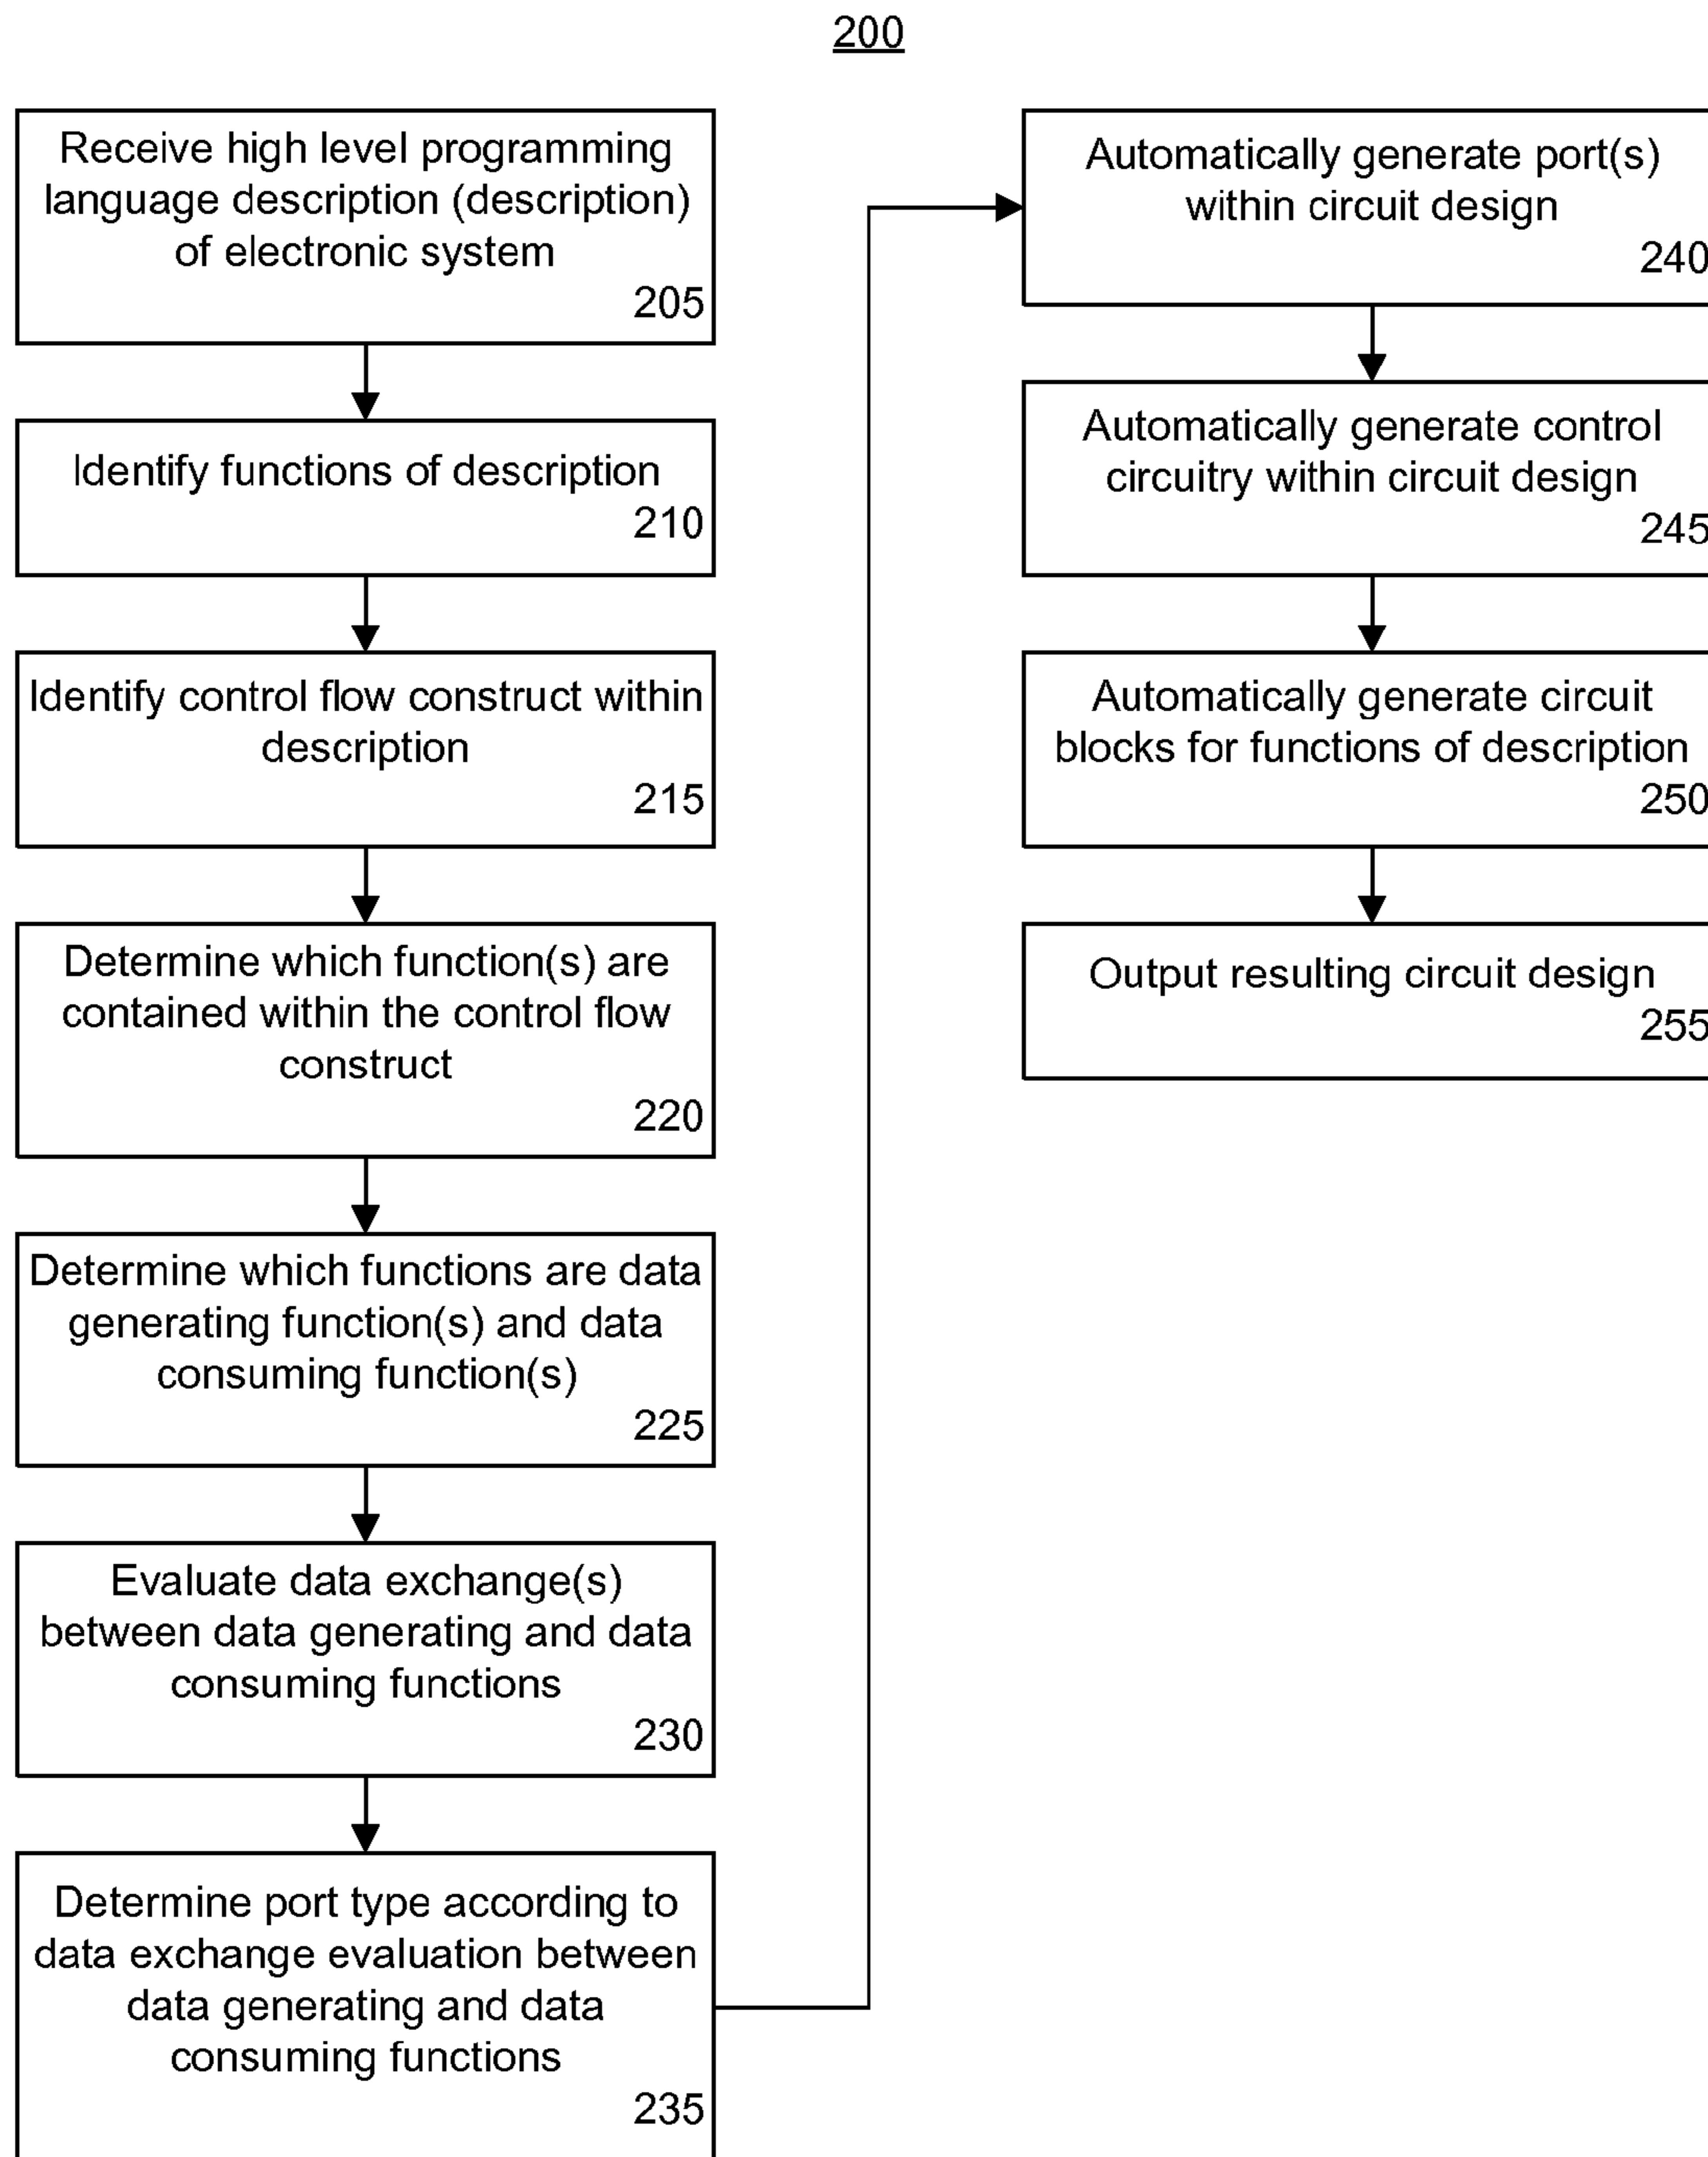 200
Receive high level programming
language description (description)
of electronic system
205
Identify functions of description
210
Identify control flow construct within
description
215
Determine which function(s) are
contained within the control flow
construct
220
Determine which functions are data
generating function(s) and data
consuming function(s)
225
Evaluate data exchange(s)
between data generating and data
consuming functions
230
Determine port type according to
data exchange evaluation between
data generating and data
consuming functions
235
Automatically generate port(s)
within circuit design
240
Automatically generate control
circuitry within circuit design
245
Automatically generate circuit
blocks for functions of description
250
Output resulting circuit design
255